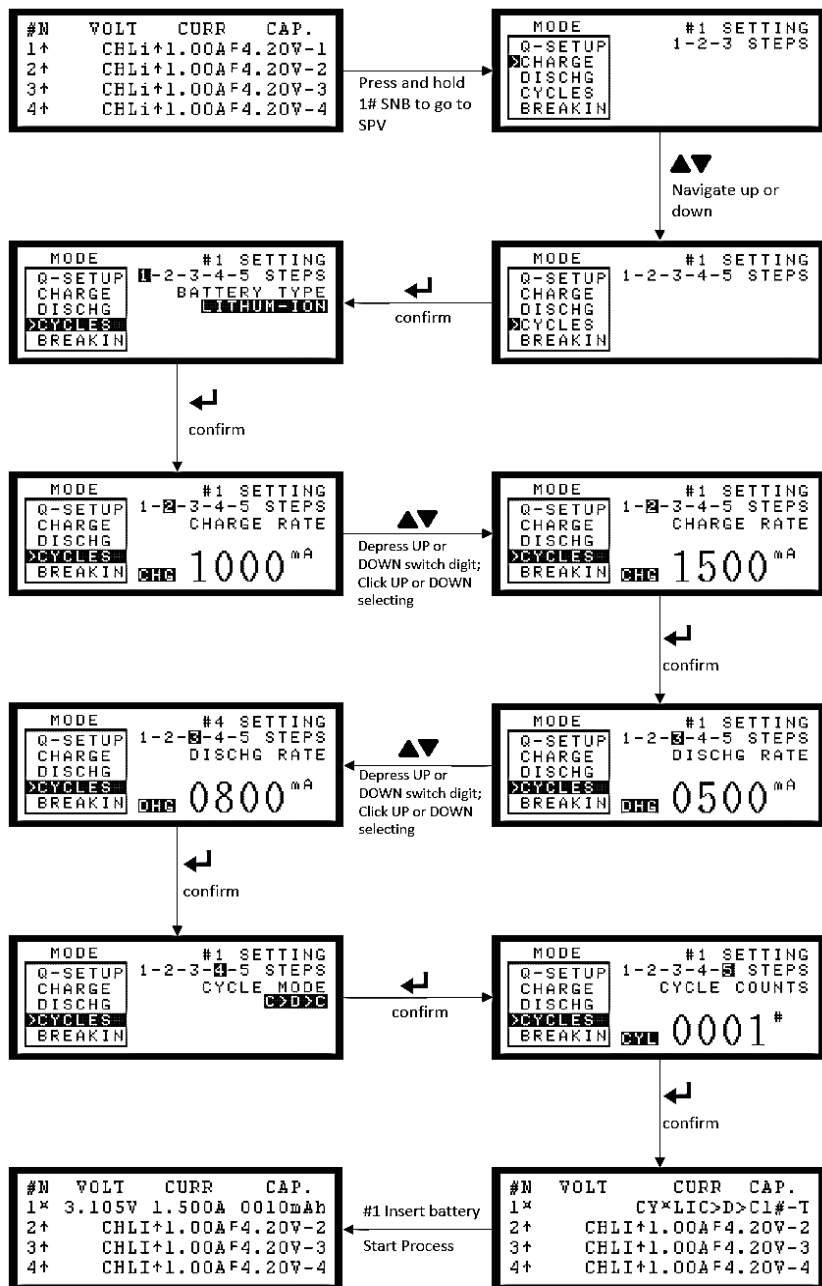 #N VOLT CURR CAP.
1↑ CHLi↑1.00AF4.20V-1
2↑ CHLi↑1.00AF4.20V-2
3↑ CHLi↑1.00AF4.20V-3
4↑ CHLi↑1.00AF4.20V-4
Press and hold
1# SNB to go to
SPV
MODE #1 SETTING
Q-SETUP 1-2-3 STEPS
>CHARGE
DISCHG
CYCLES
BREAKIN
▲▼
Navigate up or
down
MODE #1 SETTING
Q-SETUP 1-2-3-4-5 STEPS
CHARGE BATTERY TYPE
DISCHG LITHUM-ION
>CYCLES
BREAKIN
confirm
MODE #1 SETTING
Q-SETUP 1-2-3-4-5 STEPS
CHARGE
DISCHG
>CYCLES
BREAKIN
confirm
MODE #1 SETTING
Q-SETUP 1-2-3-4-5 STEPS
CHARGE CHARGE RATE
DISCHG
>CYCLES
BREAKIN CHG 1000mA
▲▼
Depress UP or
DOWN switch digit;
Click UP or DOWN
selecting
MODE #1 SETTING
Q-SETUP 1-2-3-4-5 STEPS
CHARGE CHARGE RATE
DISCHG
>CYCLES
BREAKIN CHG 1500mA
confirm
MODE #4 SETTING
Q-SETUP 1-2-3-4-5 STEPS
CHARGE DISCHG RATE
DISCHG
>CYCLES
BREAKIN DHG 0800mA
▲▼
Depress UP or
DOWN switch digit;
Click UP or DOWN
selecting
MODE #1 SETTING
Q-SETUP 1-2-3-4-5 STEPS
CHARGE DISCHG RATE
DISCHG
>CYCLES
BREAKIN DHG 0500mA
confirm
MODE #1 SETTING
Q-SETUP 1-2-3-4-5 STEPS
CHARGE CYCLE MODE
DISCHG C>D>C
>CYCLES
BREAKIN
confirm
MODE #1 SETTING
Q-SETUP 1-2-3-4-5 STEPS
CHARGE CYCLE COUNTS
DISCHG
>CYCLES
BREAKIN CYL 0001#
confirm
#N VOLT CURR CAP.
1× 3.105V 1.500A 0010mAh
2↑ CHLI↑1.00AF4.20V-2
3↑ CHLI↑1.00AF4.20V-3
4↑ CHLI↑1.00AF4.20V-4
#1 Insert battery
Start Process
#N VOLT CURR CAP.
1× CY×LIC>D>C1#-T
2↑ CHLI↑1.00AF4.20V-2
3↑ CHLI↑1.00AF4.20V-3
4↑ CHLI↑1.00AF4.20V-4